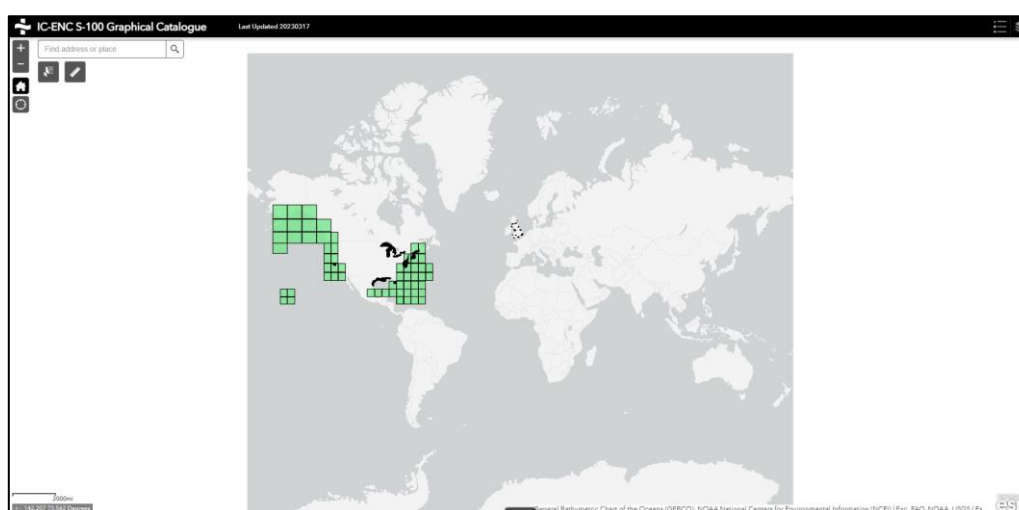 IC-ENC S-100 Graphical Catalogue Last Updated 20230317
+
Find address or place
−
2000mi
General Bathymetric Chart of the Oceans (GEBCO); NOAA National Centers for Environmental Information (NCEI) | Esri, FAO, NOAA, USGS | Es
esri